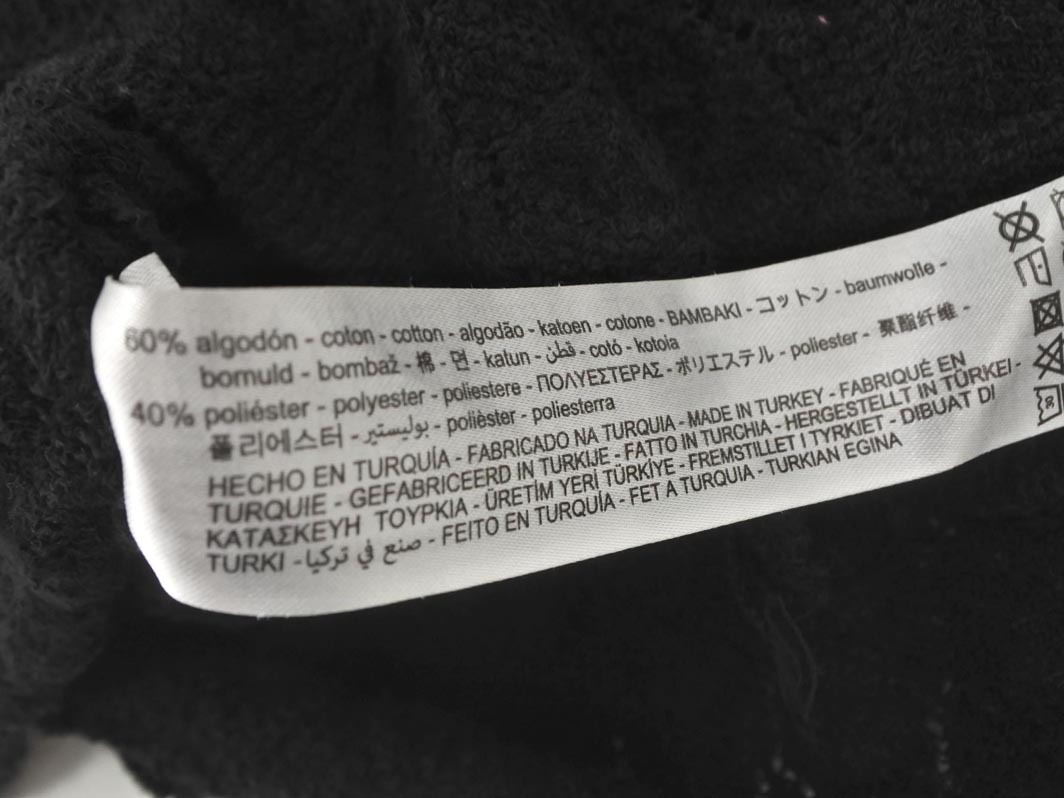 60% algodón - coton - cotton - algodão - katoen - cotone - BAMBAKI - コットン - baumwolle -
bomuld - bombaž - 棉 - 면 - katun - قطن - cotó - kotoia
40% poliéster - polyester - poliestere - ΠΟΛΥΕΣΤΕΡΑΣ - ポリエステル - poliester - 聚酯纤维 -
폴리에스터 - بوليستير - polièster - poliesterra
HECHO EN TURQUÍA - FABRICADO NA TURQUIA - MADE IN TURKEY - FABRIQUÉ EN
TURQUIE - GEFABRICEERD IN TURKIJE - FATTO IN TURCHIA - HERGESTELLT IN TÜRKEI -
ΚΑΤΑΣΚΕΥΗ ΤΟΥΡΚΙΑ - ÜRETİM YERİ TÜRKİYE - FREMSTILLET I TYRKIET - DIBUAT DI
TURKI - صنع في تركيا - FEITO EN TURQUÍA - FET A TURQUIA - TURKIAN EGINA
8